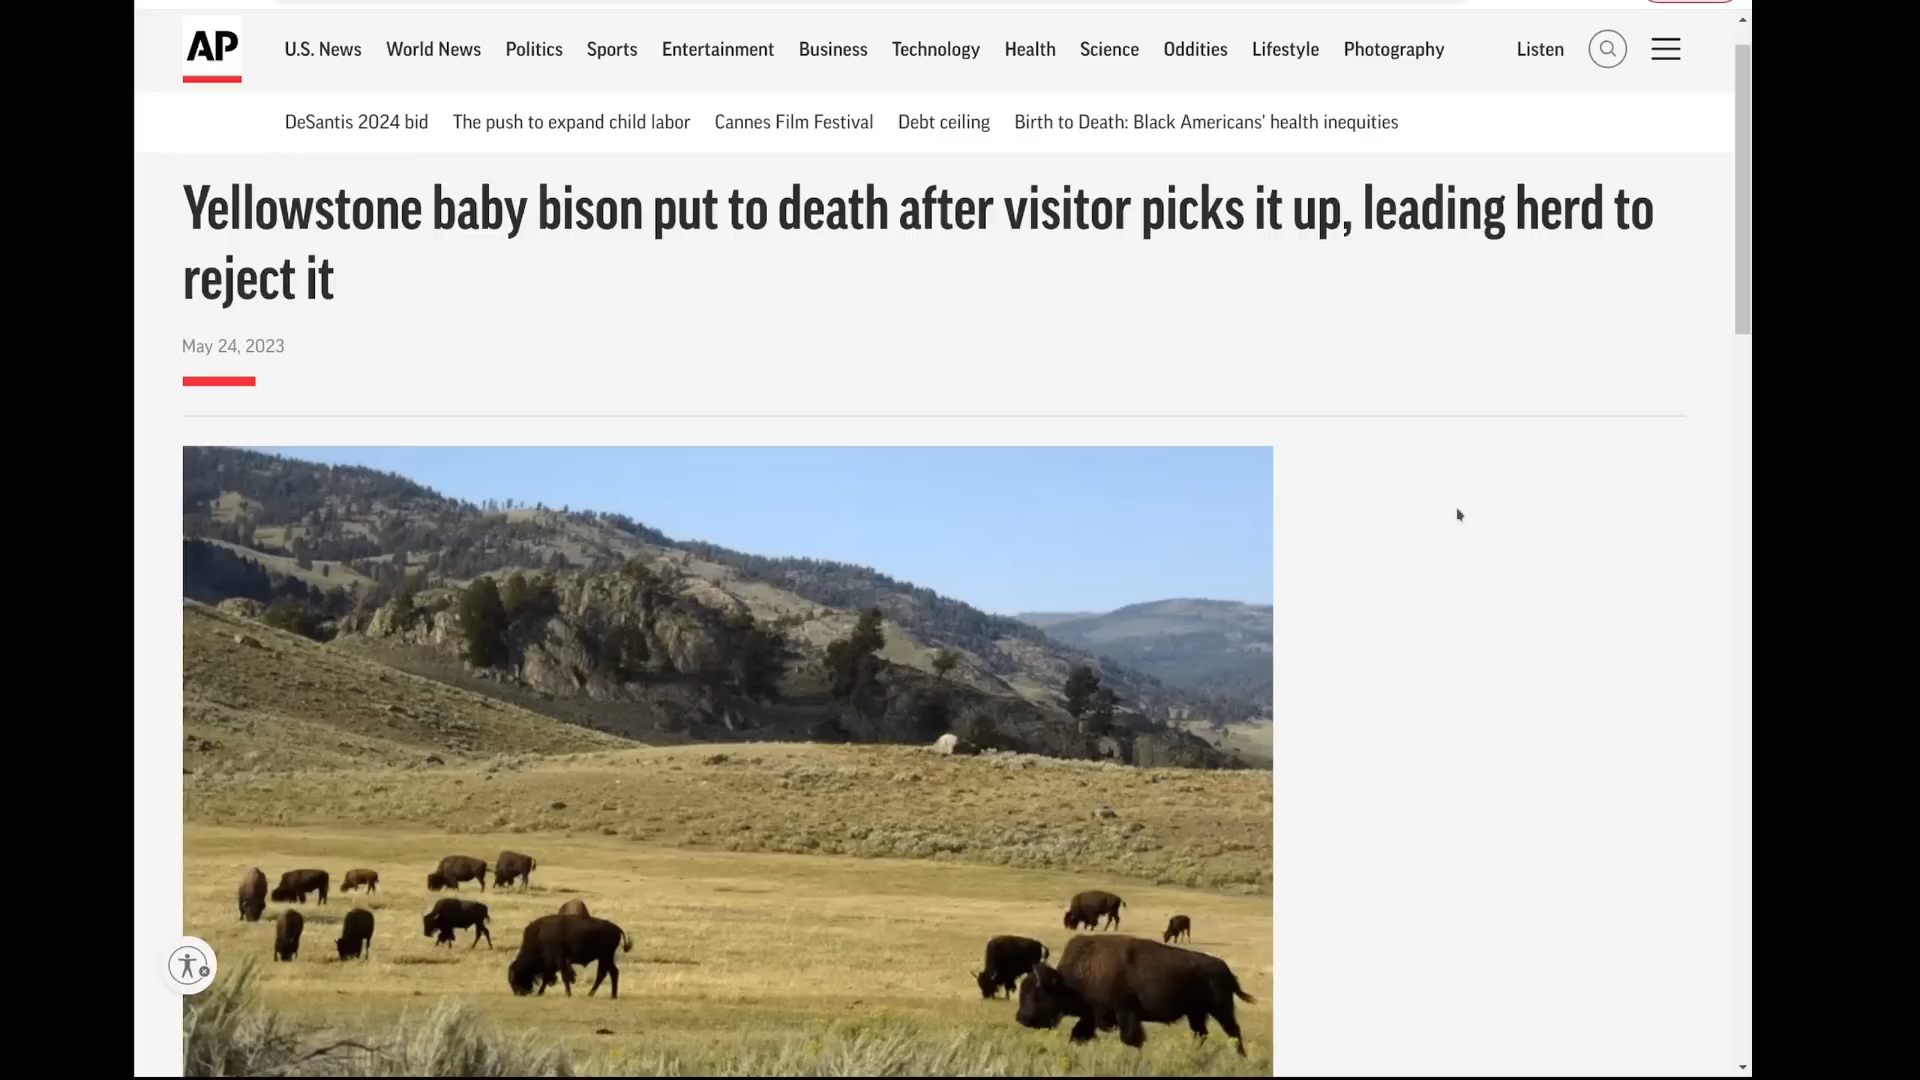 AP
U.S. News World News Politics Sports Entertainment Business Technology Health Science Oddities Lifestyle Photography Listen
DeSantis 2024 bid The push to expand child labor Cannes Film Festival Debt ceiling Birth to Death: Black Americans' health inequities
Yellowstone baby bison put to death after visitor picks it up, leading herd to
reject it
May 24, 2023